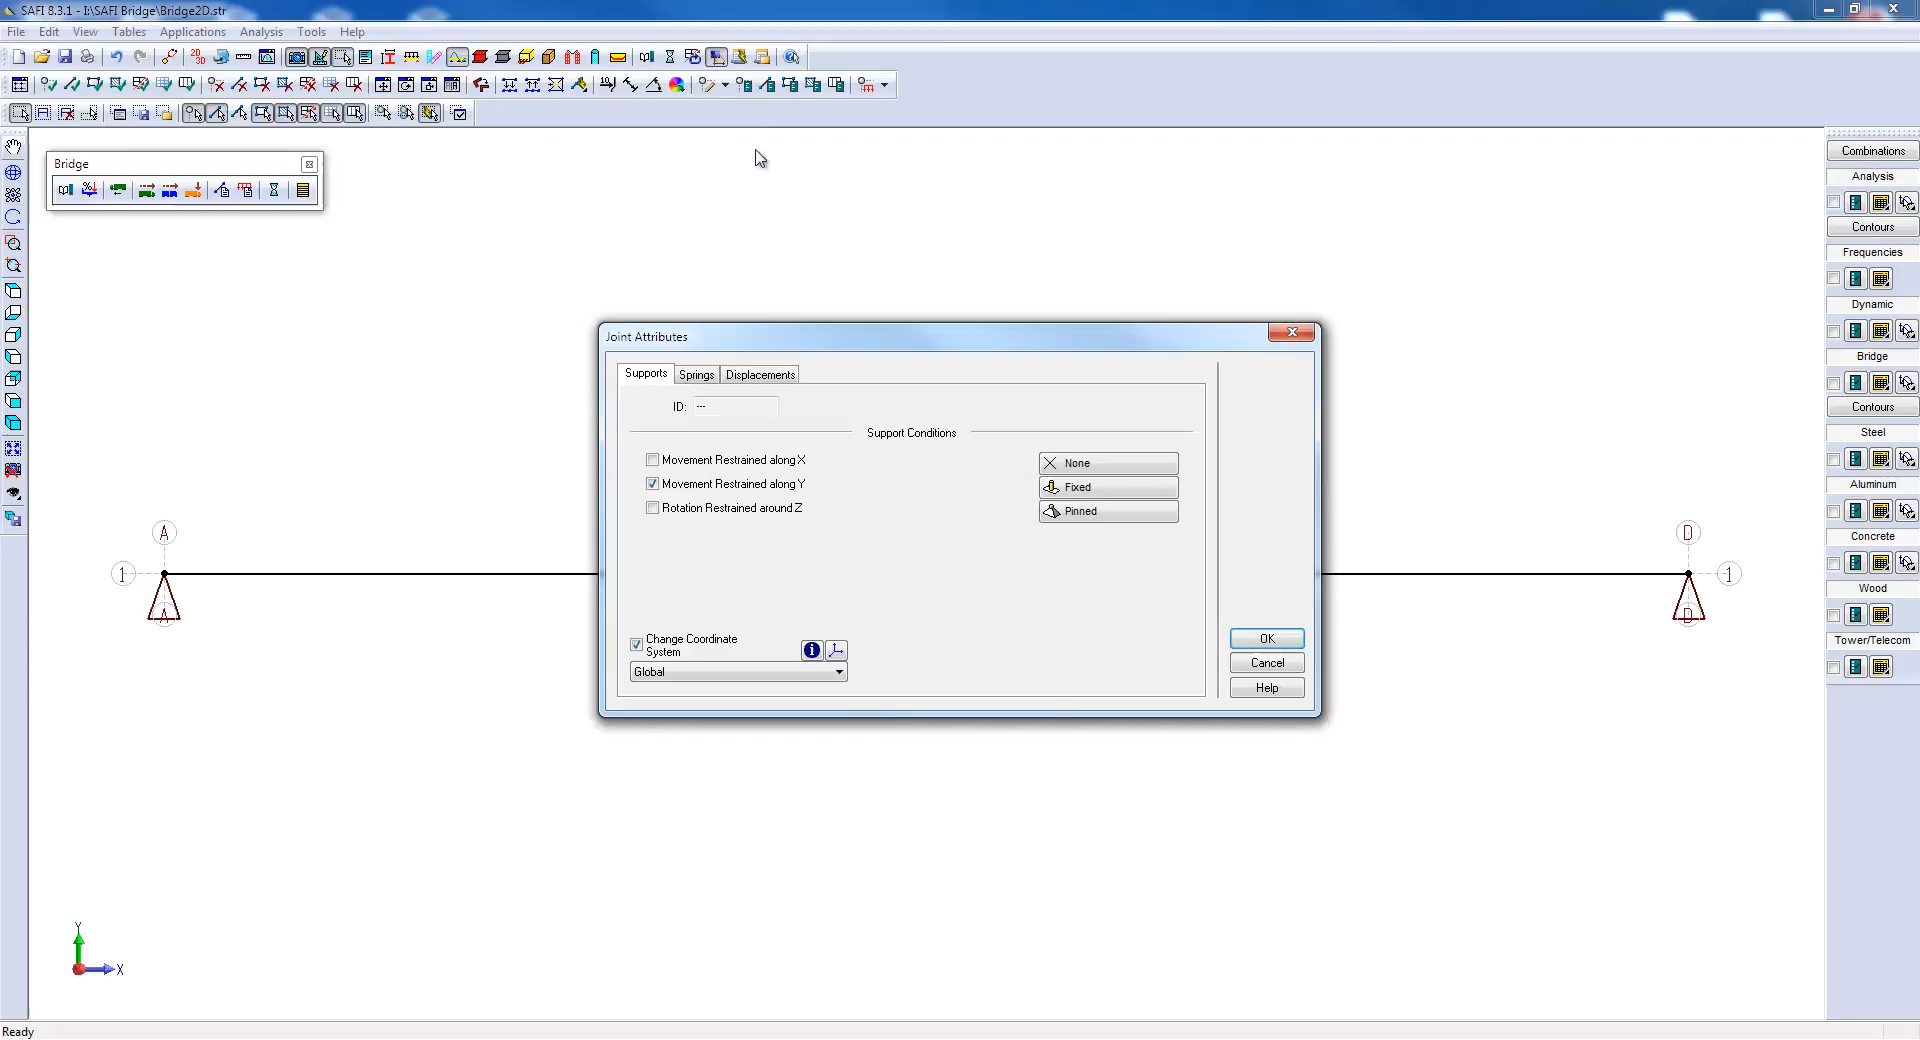 SAFI 8.3.1 - I:\SAFI Bridge\Bridge2D.str
File Edit View Tables Applications Analysis Tools Help
Bridge
Combinations
Analysis
Contours
Frequencies
Dynamic
Bridge
Contours
Steel
Aluminum
Concrete
Wood
Tower/Telecom
Joint Attributes
Supports Springs Displacements
ID: ---
Support Conditions
Movement Restrained along X
Movement Restrained along Y
Rotation Restrained around Z
None
Fixed
Pinned
Change Coordinate
System
Global
OK
Cancel
Help
A
1
A
D
1
D
Y
X
Ready